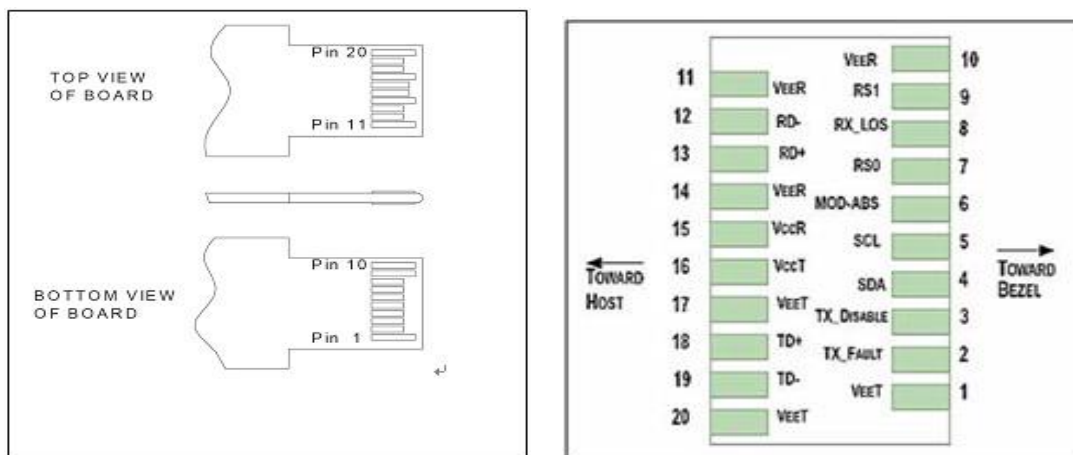 Pin 20
TOP VIEW
OF BOARD
Pin 11
Pin 10
BOTTOM VIEW
OF BOARD
Pin 1
VEER 10
11 VEER RS1 9
12 RD- RX_LOS 8
13 RD+ RS0 7
14 VEER MOD-ABS 6
15 VCCR SCL 5
16 VCCT SDA 4
TOWARD
HOST
TOWARD
BEZEL
17 VEET TX_DISABLE 3
18 TD+ TX_FAULT 2
19 TD- VEET 1
20 VEET